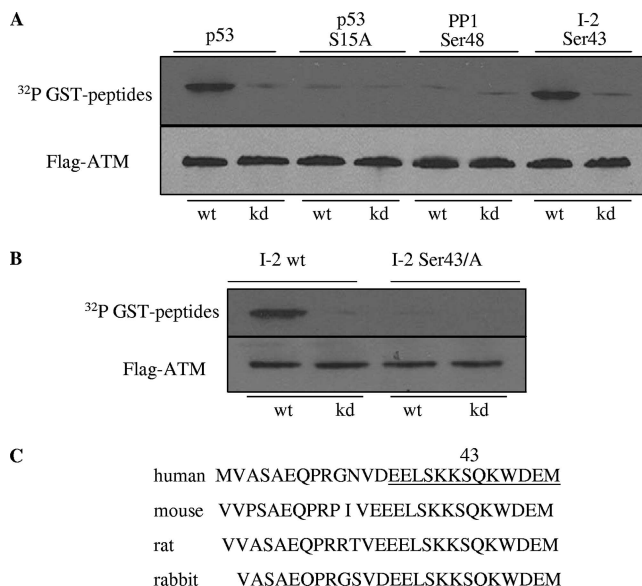 A
p53
p53
S15A
PP1
Ser48
I-2
Ser43
32P GST-peptides
Flag-ATM
wt kd wt kd wt kd wt kd
B
I-2 wt I-2 Ser43/A
32P GST-peptides
Flag-ATM
wt kd wt kd
C
43
human MVASAEQPRGNVDEELSKKSQKWDEM
mouse VVPSAEQPRP I VEEELSKKSQKWDEM
rat VVASAEQPRRTVEEELSKKSQKWDEM
rabbit VASAEQPRGSVDEELSKKSQKWDEM